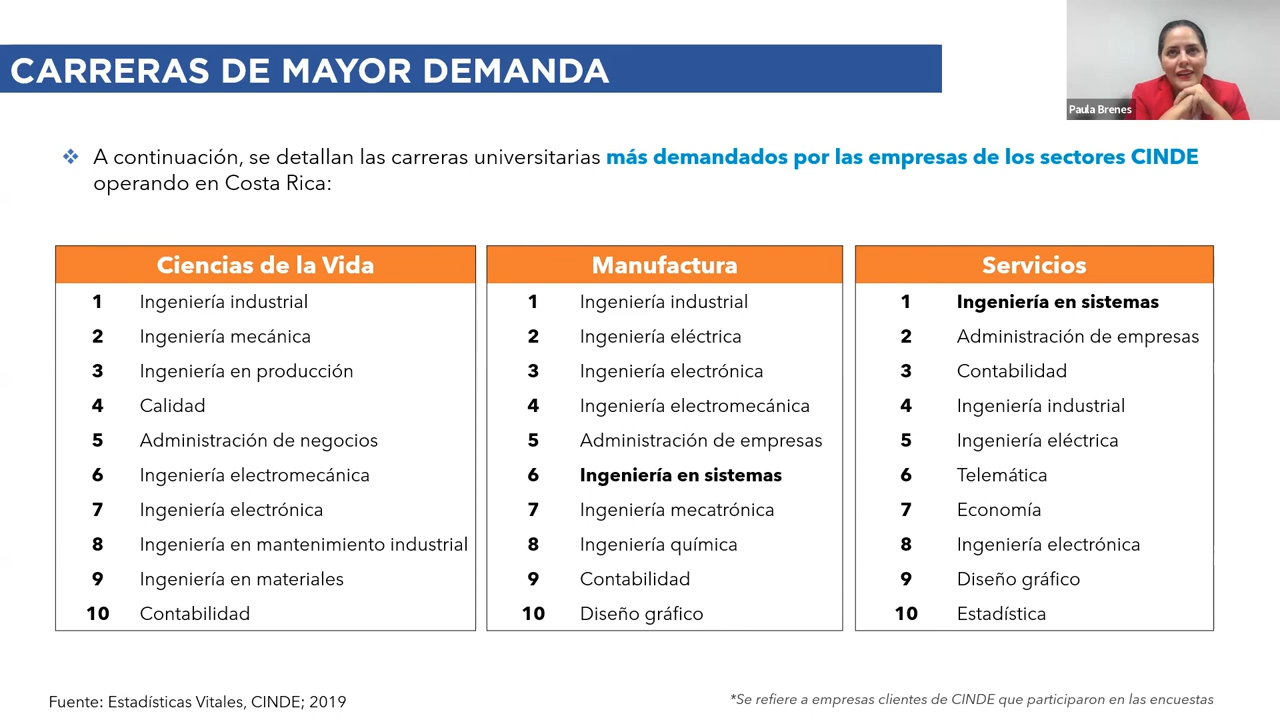 CARRERAS DE MAYOR DEMANDA
Paula Brenes
❖ A continuación, se detallan las carreras universitarias más demandados por las empresas de los sectores CINDE
operando en Costa Rica:
Ciencias de la Vida
1 Ingeniería industrial
2 Ingeniería mecánica
3 Ingeniería en producción
4 Calidad
5 Administración de negocios
6 Ingeniería electromecánica
7 Ingeniería electrónica
8 Ingeniería en mantenimiento industrial
9 Ingeniería en materiales
10 Contabilidad
Manufactura
1 Ingeniería industrial
2 Ingeniería eléctrica
3 Ingeniería electrónica
4 Ingeniería electromecánica
5 Administración de empresas
6 Ingeniería en sistemas
7 Ingeniería mecatrónica
8 Ingeniería química
9 Contabilidad
10 Diseño gráfico
Servicios
1 Ingeniería en sistemas
2 Administración de empresas
3 Contabilidad
4 Ingeniería industrial
5 Ingeniería eléctrica
6 Telemática
7 Economía
8 Ingeniería electrónica
9 Diseño gráfico
10 Estadística
Fuente: Estadísticas Vitales, CINDE; 2019
*Se refiere a empresas clientes de CINDE que participaron en las encuestas